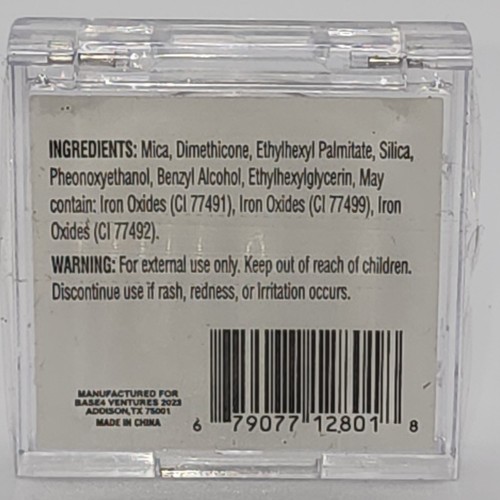 INGREDIENTS: Mica, Dimethicone, Ethylhexyl Palmitate, Silica,
Pheonoxyethanol, Benzyl Alcohol, Ethylhexylglycerin, May
contain: Iron Oxides (CI 77491), Iron Oxides (CI 77499), Iron
Oxides (CI 77492).
WARNING: For external use only. Keep out of reach of children.
Discontinue use if rash, redness, or Irritation occurs.
MANUFACTURED FOR
BASE4 VENTURES 2023
ADDISON,TX 75001
MADE IN CHINA
6 79077 12801 8